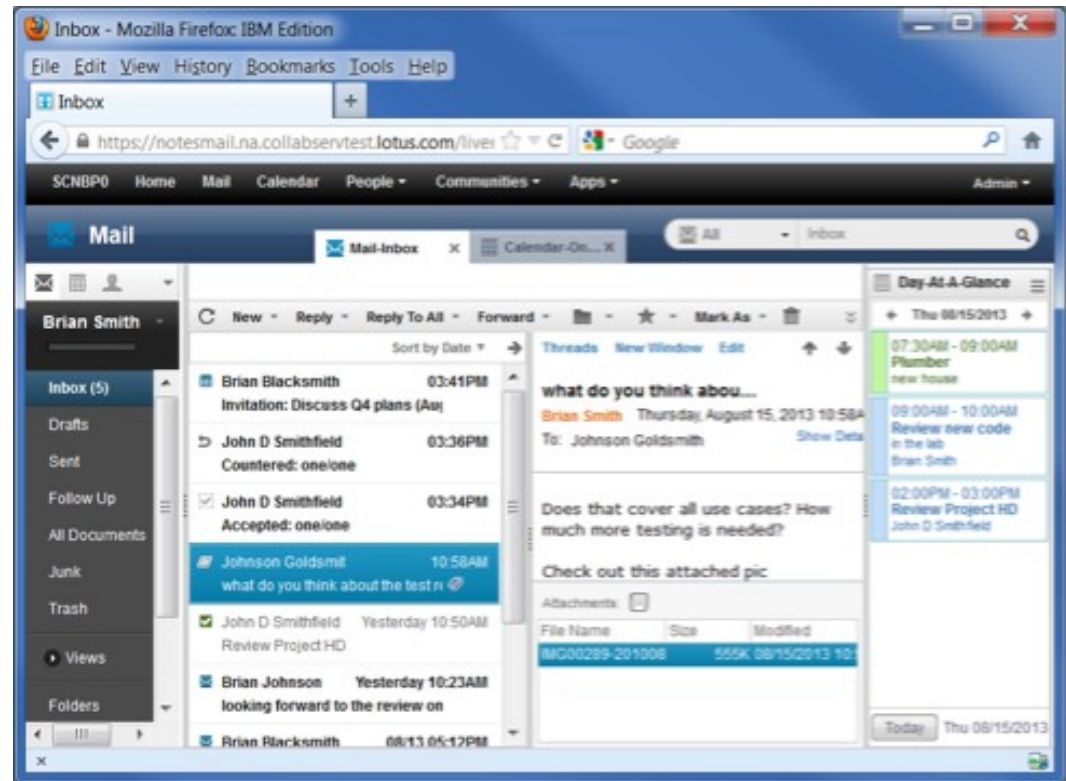 Inbox - Mozilla Firefox: IBM Edition
File Edit View History Bookmarks Tools Help
Inbox +
https://notesmail.na.collabservtest.lotus.com/lives Google
SCNBP0 Home Mail Calendar People Communities Apps Admin
Mail
Mail-Inbox X Calendar-On... X
All Inbox
Day-At-A-Glance
Brian Smith
New Reply Reply To All Forward Mark As
Thu 08/15/2013
Sort by Date
Threads New Window Edit
Inbox (5)
Drafts
Sent
Follow Up
All Documents
Junk
Trash
Views
Folders
Brian Blacksmith 03:41PM
Invitation: Discuss Q4 plans (Aug
John D Smithfield 03:36PM
Countered: one/one
John D Smithfield 03:34PM
Accepted: one/one
Johnson Goldsmit 10:58AM
what do you think about the test r
John D Smithfield Yesterday 10:50AM
Review Project HD
Brian Johnson Yesterday 10:23AM
looking forward to the review on
Brian Blacksmith 08/13 05:12PM
what do you think abou....
Brian Smith Thursday, August 15, 2013 10:58A
To: Johnson Goldsmith Show Deta
Does that cover all use cases? How
much more testing is needed?
Check out this attached pic
Attachments:
File Name Size Modified
IMG00289-201008 555K 08/15/2013 10:
07:30AM - 09:00AM
Plumber
new house
09:00AM - 10:00AM
Review new code
in the lab
Brian Smith
02:00PM - 03:00PM
Review Project HD
John D Smithfield
Today Thu 08/15/2013